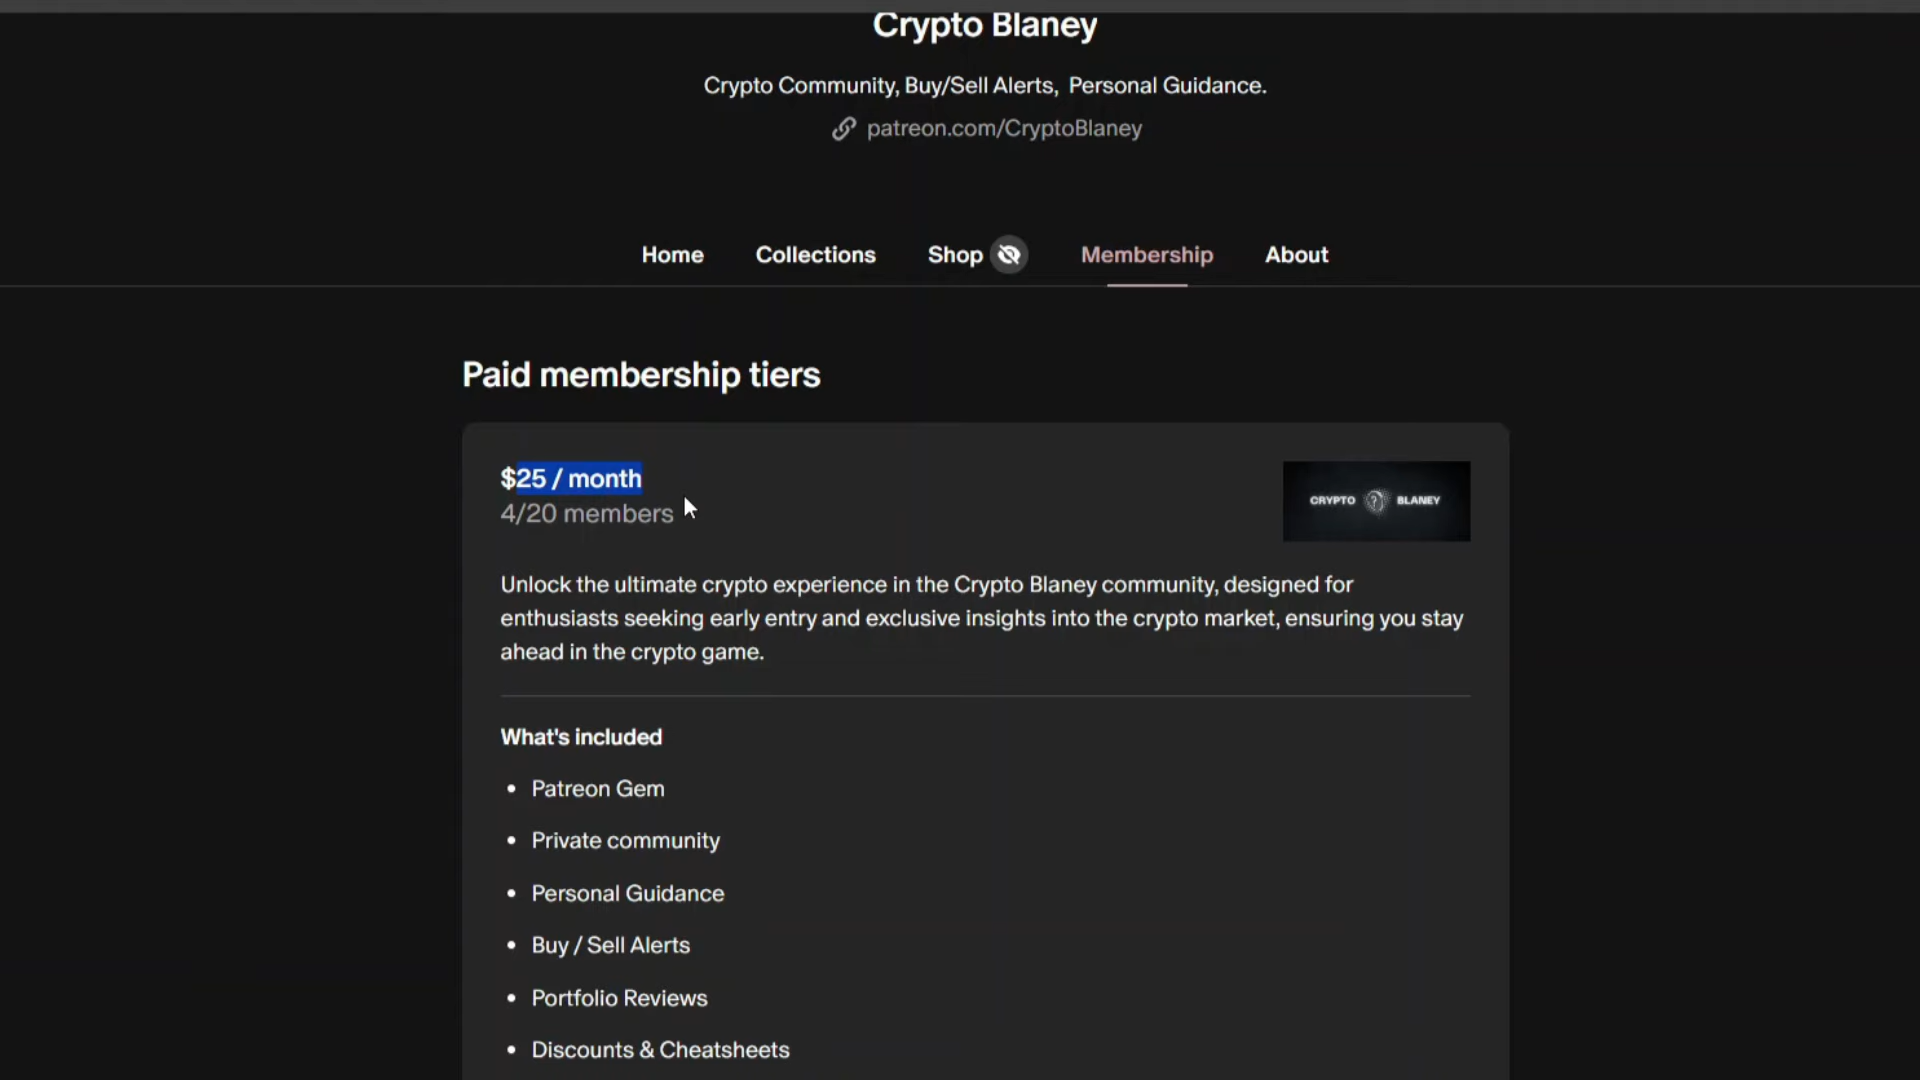 Crypto Blaney
Crypto Community, Buy/Sell Alerts, Personal Guidance.
patreon.com/CryptoBlaney
Home Collections Shop Membership About
Paid membership tiers
$25 / month
4/20 members
CRYPTO ? BLANEY
Unlock the ultimate crypto experience in the Crypto Blaney community, designed for
enthusiasts seeking early entry and exclusive insights into the crypto market, ensuring you stay
ahead in the crypto game.
What's included
• Patreon Gem
• Private community
• Personal Guidance
• Buy / Sell Alerts
• Portfolio Reviews
• Discounts & Cheatsheets